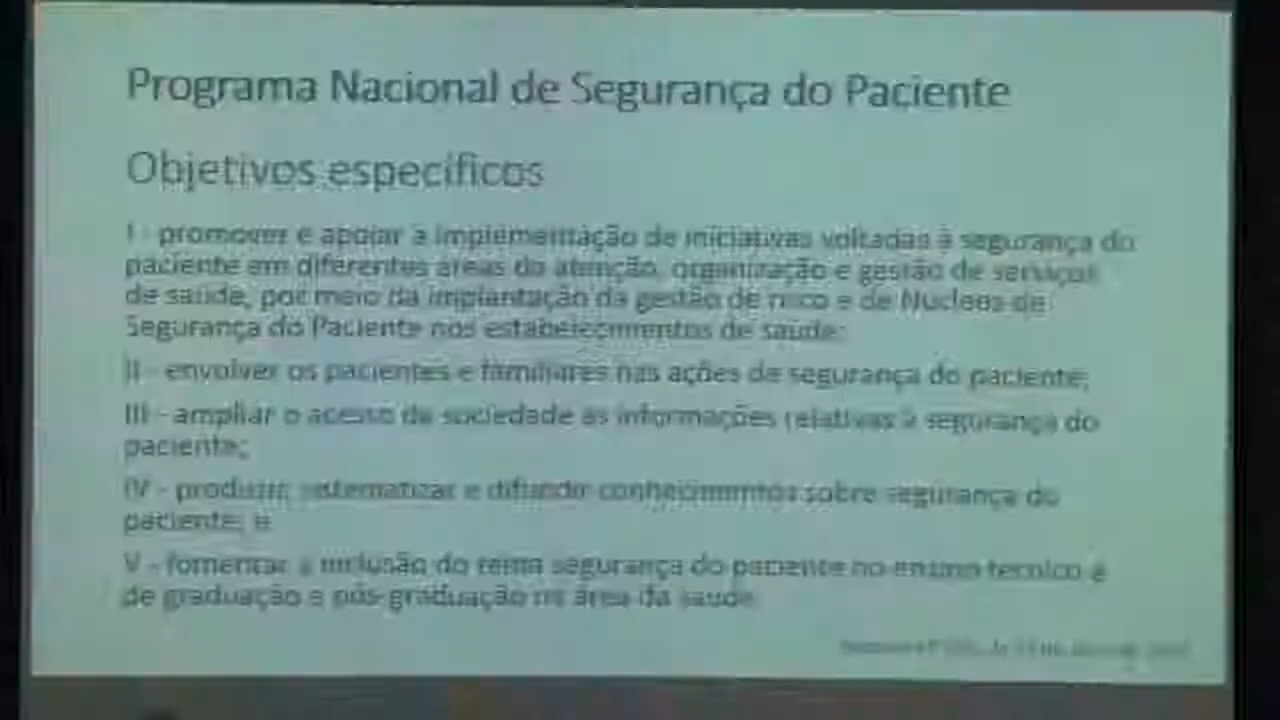 Programa Nacional de Segurança do Paciente
Objetivos específicos
I - promover e apoiar a implementação de iniciativas voltadas à segurança do
paciente em diferentes áreas da atenção, organização e gestão de serviços
de saúde, por meio da implantação da gestão de risco e de Núcleos de
Segurança do Paciente nos estabelecimentos de saúde;
II - envolver os pacientes e familiares nas ações de segurança do paciente;
III - ampliar o acesso da sociedade às informações relativas à segurança do
paciente;
IV - produzir, sistematizar e difundir conhecimentos sobre segurança do
paciente; e
V - fomentar a inclusão do tema segurança do paciente no ensino técnico e
de graduação e pós-graduação na área da saúde